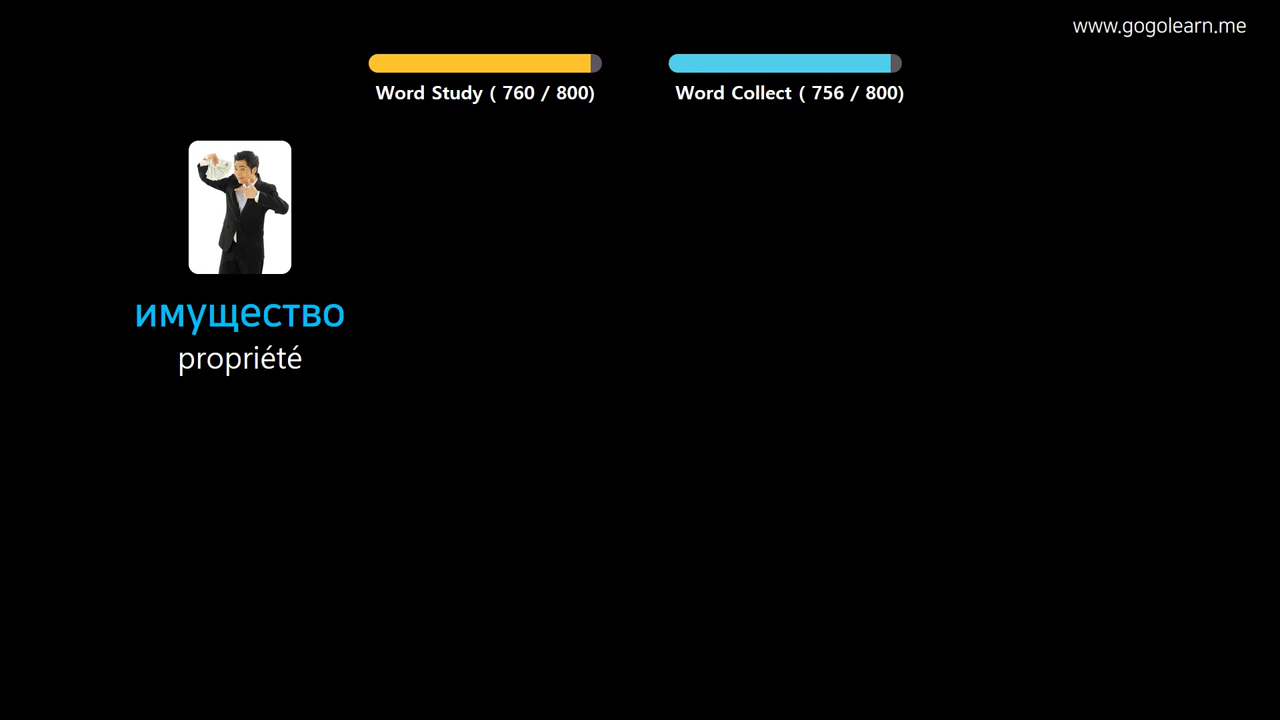 www.gogolearn.me
Word Study ( 760 / 800)
Word Collect ( 756 / 800)
имущество
propriété